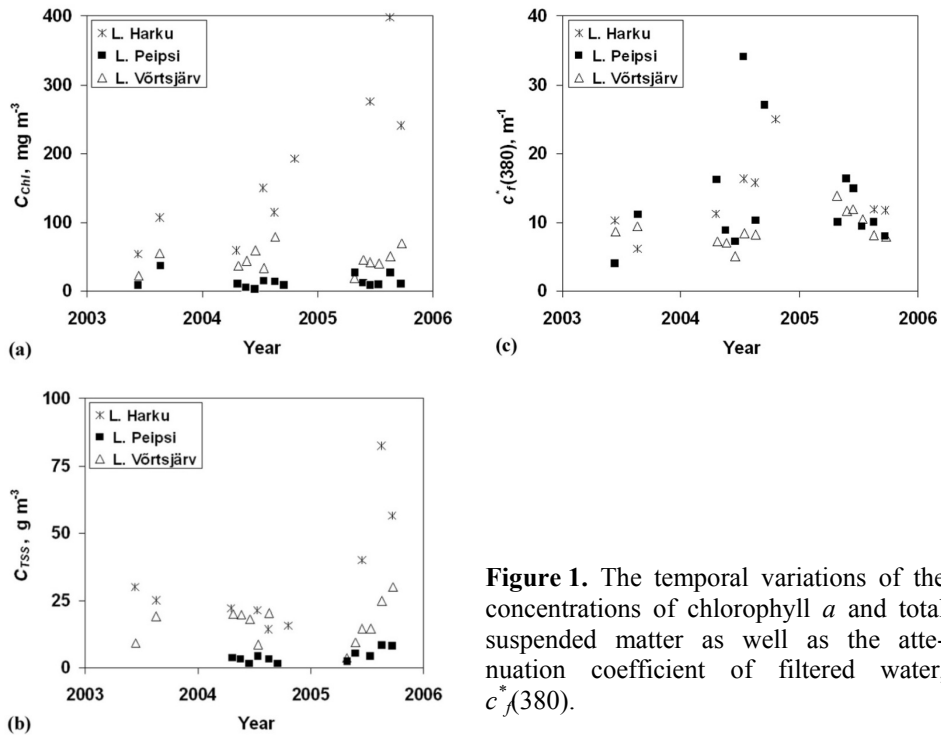 400
300
200
100
0
C_Chl, mg m⁻³
✳ L. Harku
■ L. Peipsi
△ L. Võrtsjärv
2003 2004 2005 2006
Year
(a)
40
30
20
10
0
c*_f(380), m⁻¹
✳ L. Harku
■ L. Peipsi
△ L. Võrtsjärv
2003 2004 2005 2006
Year
(c)
100
75
50
25
0
C_TSS, g m⁻³
✳ L. Harku
■ L. Peipsi
△ L. Võrtsjärv
2003 2004 2005 2006
Year
(b)
Figure 1. The temporal variations of the
concentrations of chlorophyll a and total
suspended matter as well as the atte-
nuation coefficient of filtered water,
c*_f(380).